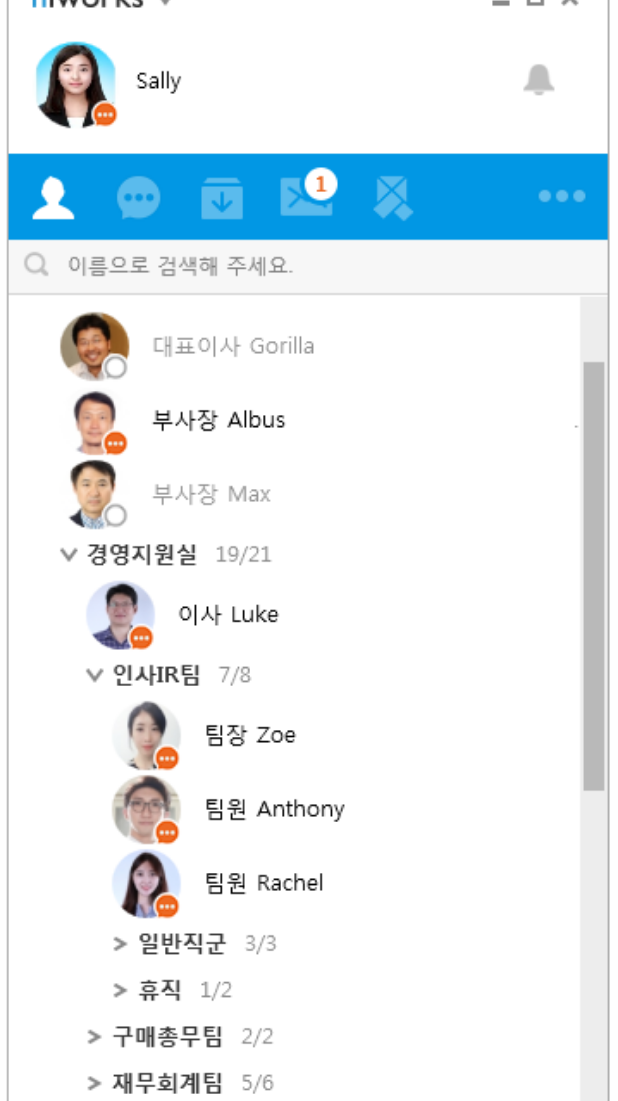 Sally
1
이름으로 검색해 주세요.
대표이사 Gorilla
부사장 Albus
부사장 Max
경영지원실 19/21
이사 Luke
인사IR팀 7/8
팀장 Zoe
팀원 Anthony
팀원 Rachel
일반직군 3/3
휴직 1/2
구매총무팀 2/2
재무회계팀 5/6